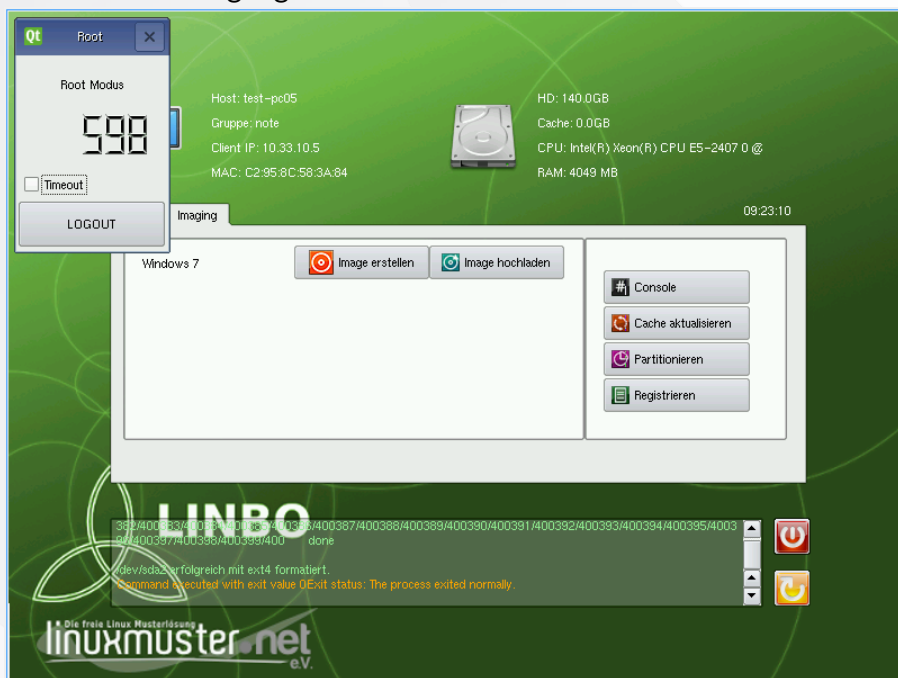 Root
Root Modus
598
Timeout
LOGOUT
Host: test-pc05
Gruppe: note
Client IP: 10.33.10.5
MAC: C2:95:8C:58:3A:84
HD: 140.0GB
Cache: 0.0GB
CPU: Intel(R) Xeon(R) CPU E5-2407 0 @
RAM: 4049 MB
Imaging
09:23:10
Windows 7
Image erstellen
Image hochladen
Console
Cache aktualisieren
Partitionieren
Registrieren
LINBO
400387/400388/400389/400390/400391/400392/400393/400394/400395/4003
400397/400398/400399/400 done
/dev/sda2 erfolgreich mit ext4 formatiert.
Command executed with exit value 0Exit status: The process exited normally.
Die freie Linux Musterlösung
linuxmuster.net
e.V.